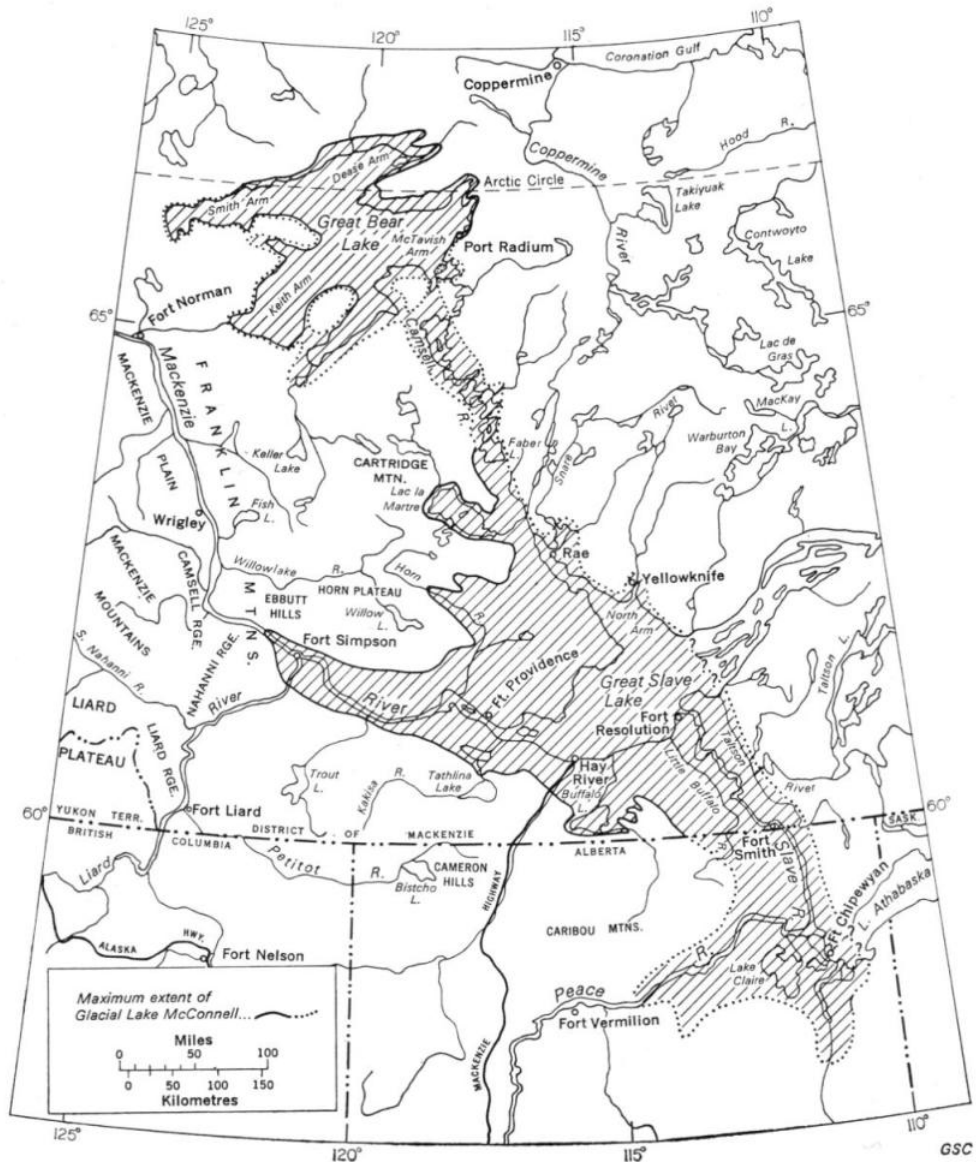 125°
120°
115°
110°
Coronation Gulf
Coppermine
Hood R.
Coppermine
River
Dease Arm
Arctic Circle
Smith Arm
Takiyuak
Lake
Great Bear
Lake
McTavish
Arm
Port Radium
Contwoyto
Lake
Keith Arm
Fort Norman
65°
65°
Camsell
R.
Lac de
Gras
MACKENZIE
PLAIN
Mackenzie
FRANKLIN
MTNS.
MacKay
L.
Warburton
Bay
Snare
River
Faber
L.
Keller
Lake
CARTRIDGE
MTN.
Lac la
Martre
Fish
L.
Wrigley
Rae
MACKENZIE
MOUNTAINS
CAMSELL RGE.
Willowlake R.
Horn
R.
HORN PLATEAU
Yellowknife
EBBUTT
HILLS
Willow
L.
North
Arm
Fort Simpson
S. Nahanni R.
NAHANNI RGE.
River
River
Ft. Providence
Great Slave
Lake
Taltson L.
LIARD
PLATEAU
LIARD RGE.
Fort
Resolution
Taltson
River
Hay
River
Little Buffalo
R.
Trout
L.
Kakisa R.
Tathlina
Lake
Buffalo
L.
60°
60°
Fort Liard
YUKON TERR.
DISTRICT OF MACKENZIE
SASK.
BRITISH COLUMBIA
ALBERTA
Fort
Smith
Slave
R.
Liard
Petitot R.
Bistcho
L.
CAMERON
HILLS
Ft Chipewyan
L. Athabaska
CARIBOU MTNS.
ALASKA HWY.
Fort Nelson
MACKENZIE HIGHWAY
Lake
Claire
Peace R.
Fort Vermilion
Maximum extent of
Glacial Lake McConnell...
Miles
0 50 100
0 50 100 150
Kilometres
125°
120°
115°
110°
GSC